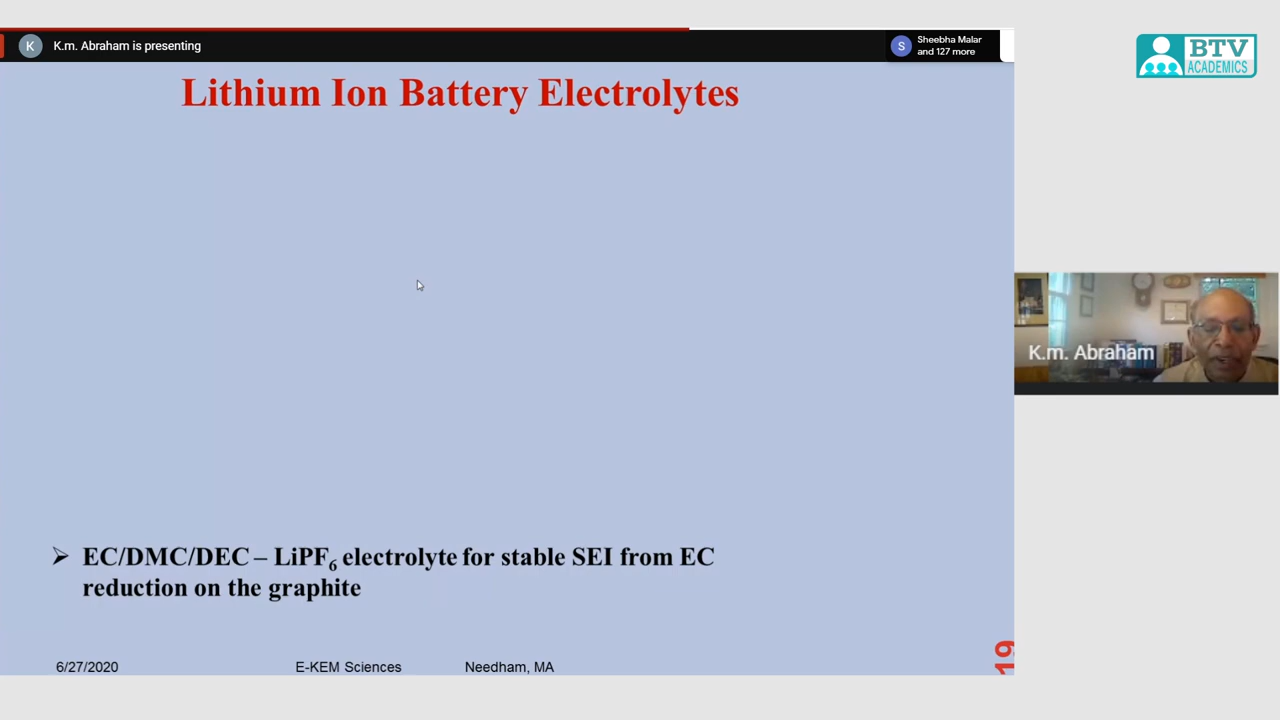 K
K.m. Abraham is presenting
S
Sheebha Malar
and 127 more
BTV
ACADEMICS
Lithium Ion Battery Electrolytes
K.m. Abraham
➢ EC/DMC/DEC – LiPF₆ electrolyte for stable SEI from EC
reduction on the graphite
6/27/2020
E-KEM Sciences
Needham, MA
19